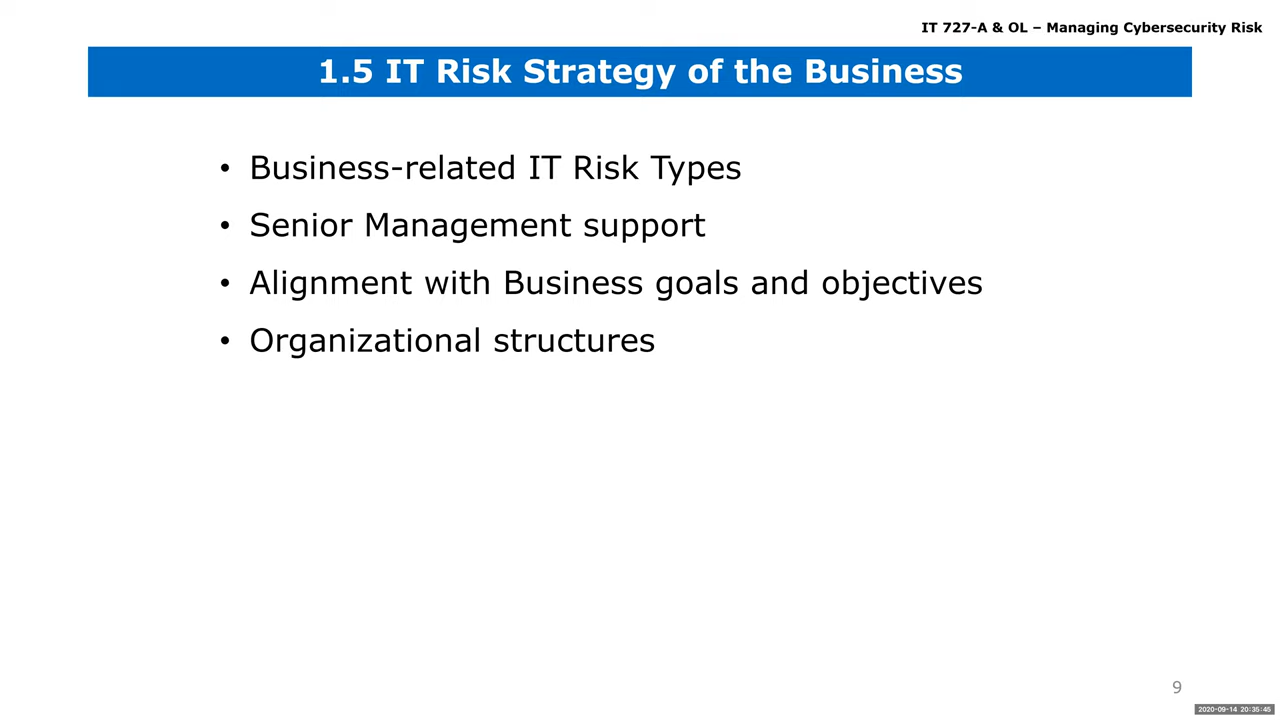 IT 727-A & OL – Managing Cybersecurity Risk
1.5 IT Risk Strategy of the Business
• Business-related IT Risk Types
• Senior Management support
• Alignment with Business goals and objectives
• Organizational structures
9
2020-09-14 20:35:45